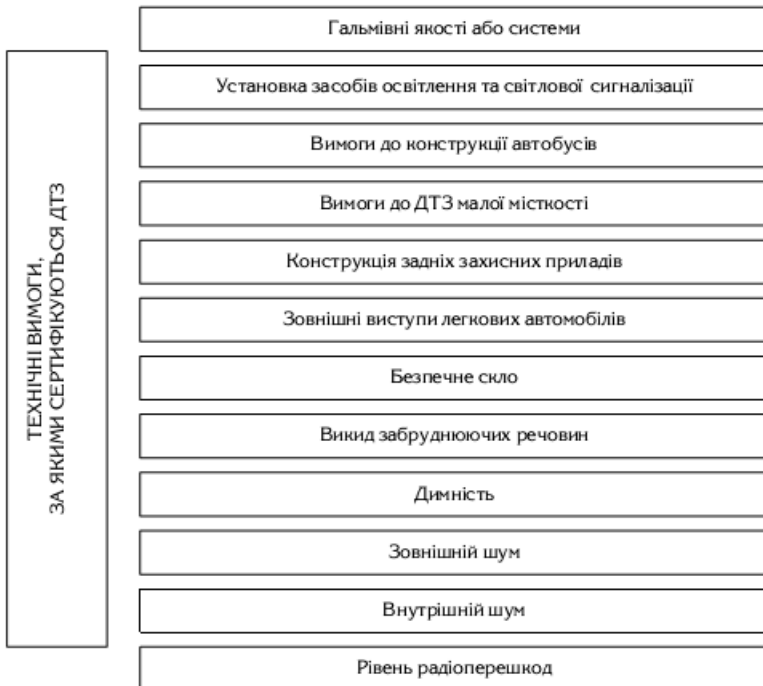 ТЕХНІЧНІ ВИМОГИ,
ЗА ЯКИМИ СЕРТИФІКУЮТЬСЯ ДТЗ
Гальмівні якості або системи
Установка засобів освітлення та світлової сигналізації
Вимоги до конструкції автобусів
Вимоги до ДТЗ малої місткості
Конструкція задніх захисних приладів
Зовнішні виступи легкових автомобілів
Безпечне скло
Викид забруднюючих речовин
Димність
Зовнішній шум
Внутрішній шум
Рівень радіоперешкод